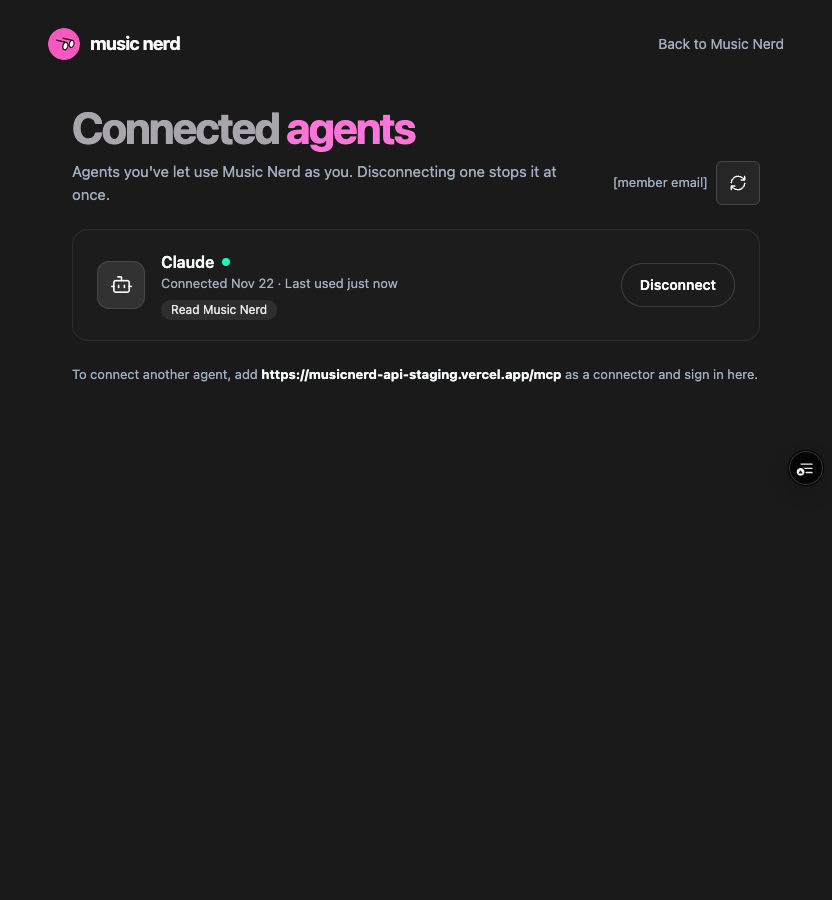 music nerd
Back to Music Nerd
Connected agents
Agents you've let use Music Nerd as you. Disconnecting one stops it at
once.
[member email]
Claude
Connected Nov 22 · Last used just now
Read Music Nerd
Disconnect
To connect another agent, add https://musicnerd-api-staging.vercel.app/mcp as a connector and sign in here.